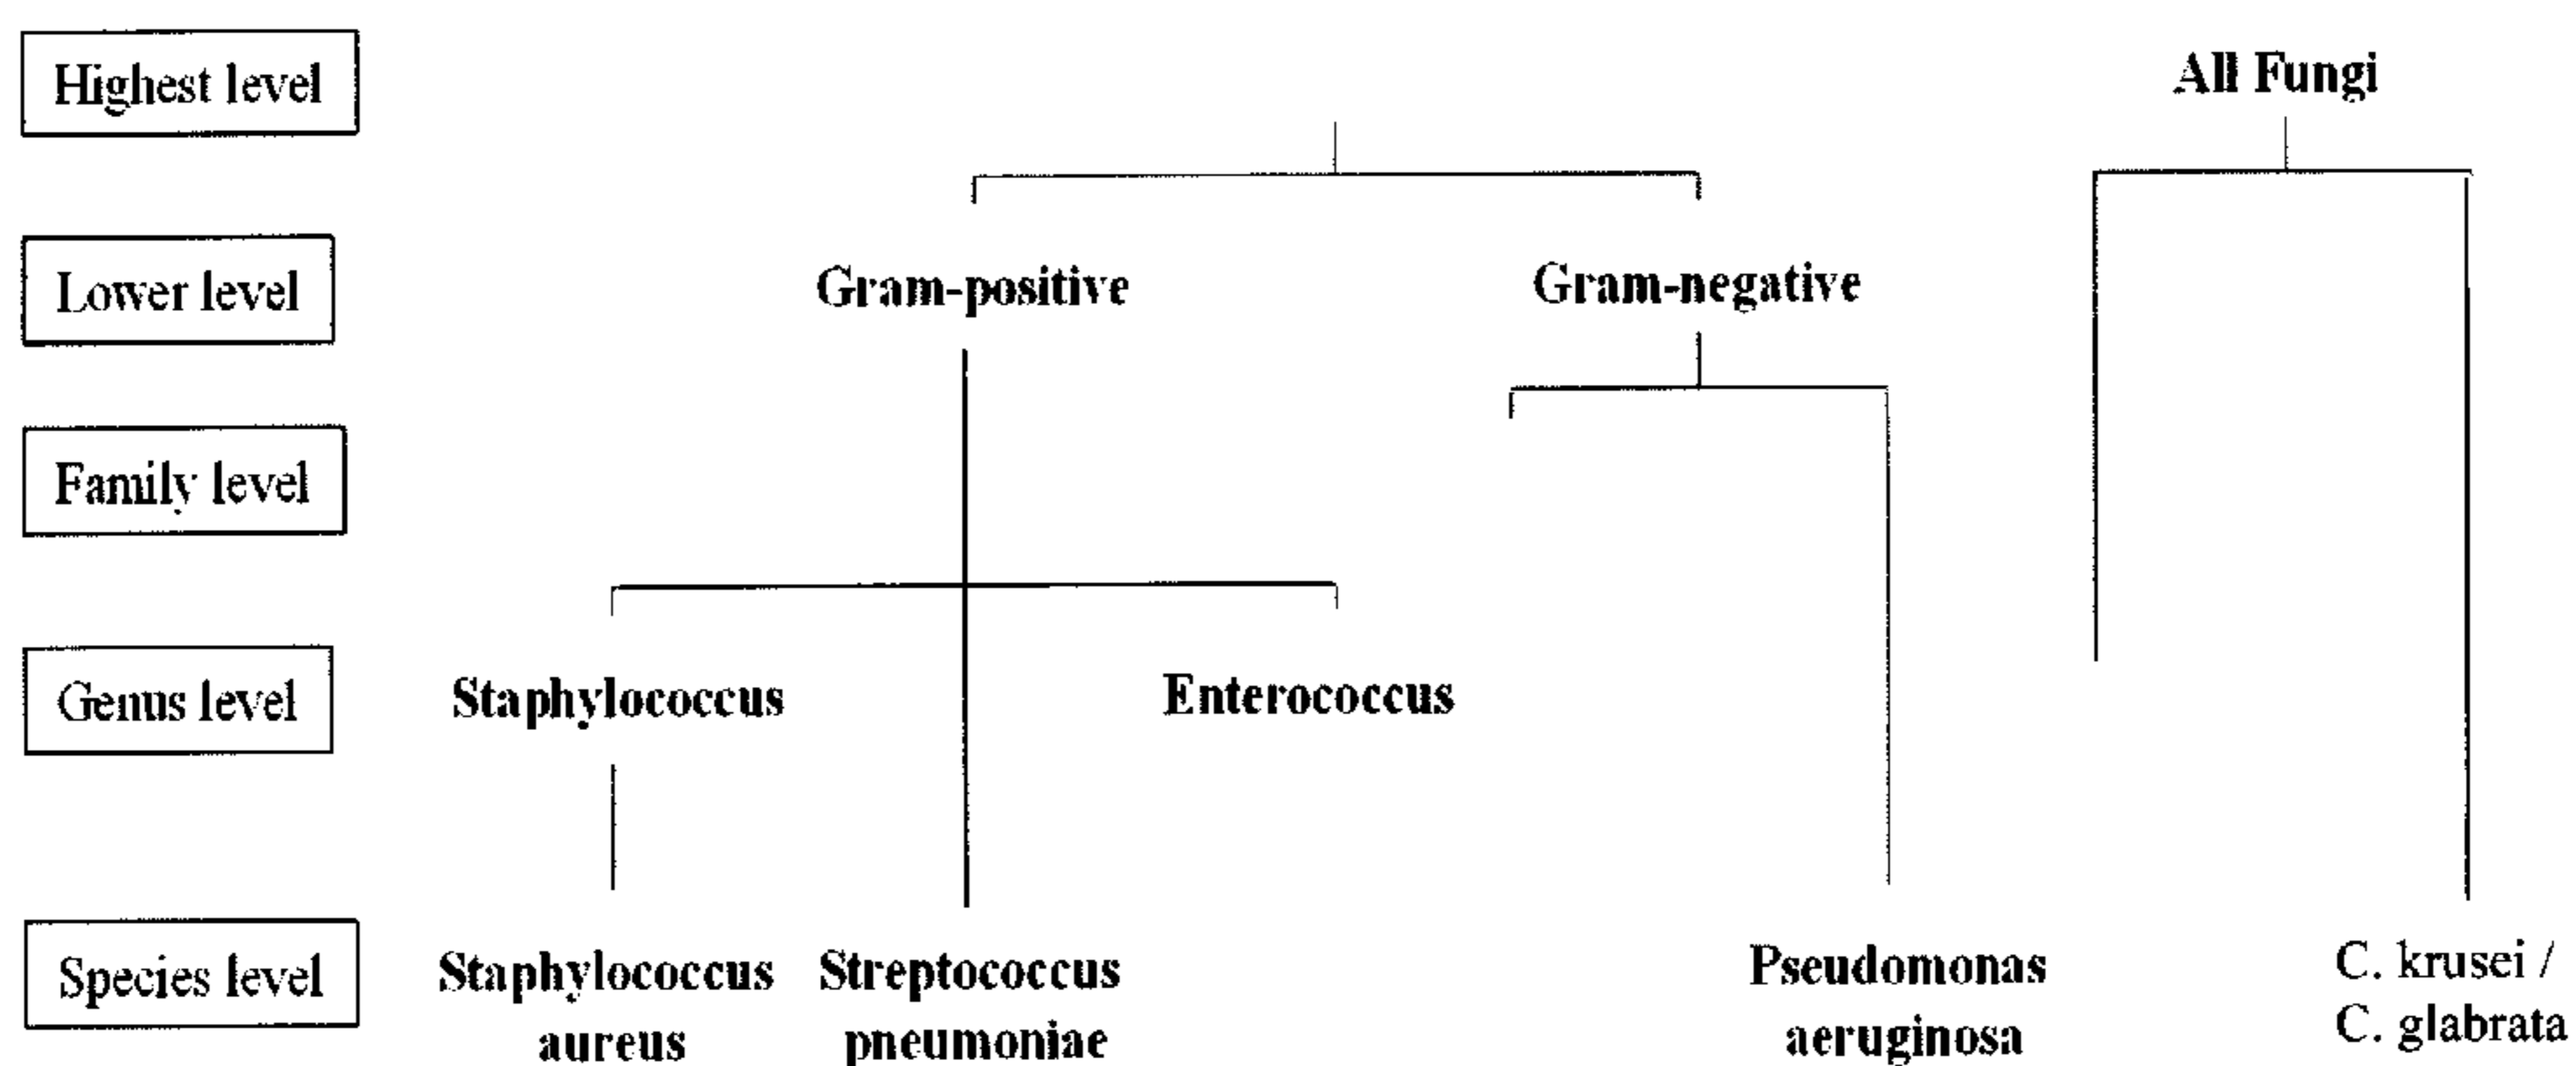 Highest level
All Fungi
Lower level
Gram-positive
Gram-negative
Family level
Genus level
Staphylococcus
Enterococcus
Species level
Staphylococcus
aureus
Streptococcus
pneumoniae
Pseudomonas
aeruginosa
C. krusei /
C. glabrata